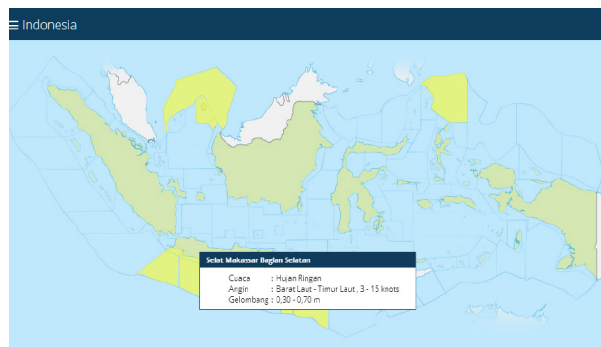 Indonesia
Selat Makassar Bagian Selatan
Cuaca : Hujan Ringan
Angin : Barat Laut - Timur Laut , 3 - 15 knots
Gelombang : 0,30 - 0,70 m